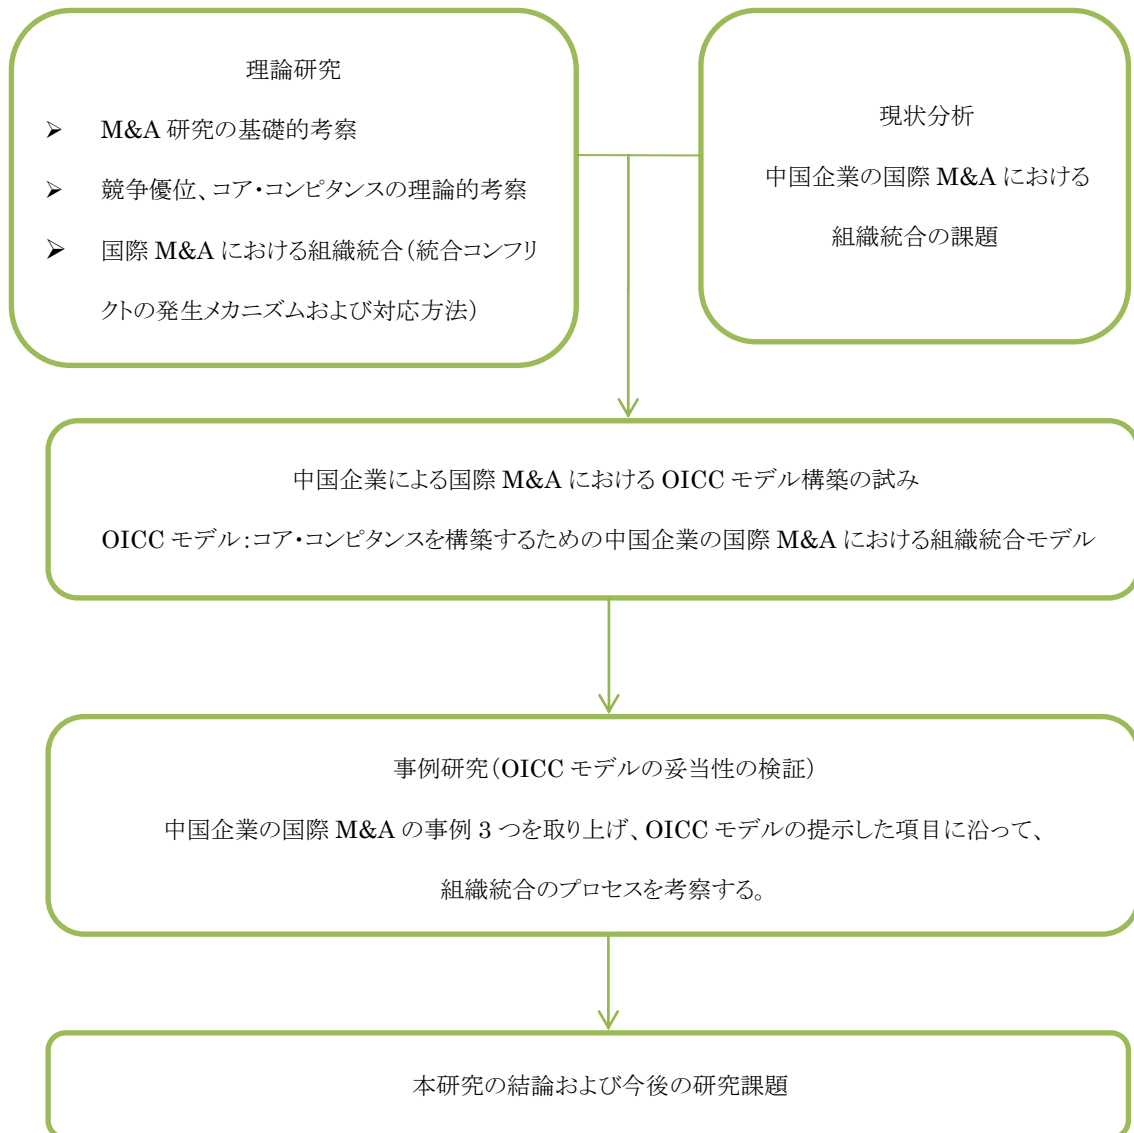 理論研究
➢ M&A 研究の基礎的考察
➢ 競争優位、コア・コンピタンスの理論的考察
➢ 国際 M&A における組織統合（統合コンフリ
クトの発生メカニズムおよび対応方法）
現状分析
中国企業の国際 M&A における
組織統合の課題
中国企業による国際 M&A における OICC モデル構築の試み
OICC モデル：コア・コンピタンスを構築するための中国企業の国際 M&A における組織統合モデル
事例研究（OICC モデルの妥当性の検証）
中国企業の国際 M&A の事例 3 つを取り上げ、OICC モデルの提示した項目に沿って、
組織統合のプロセスを考察する。
本研究の結論および今後の研究課題